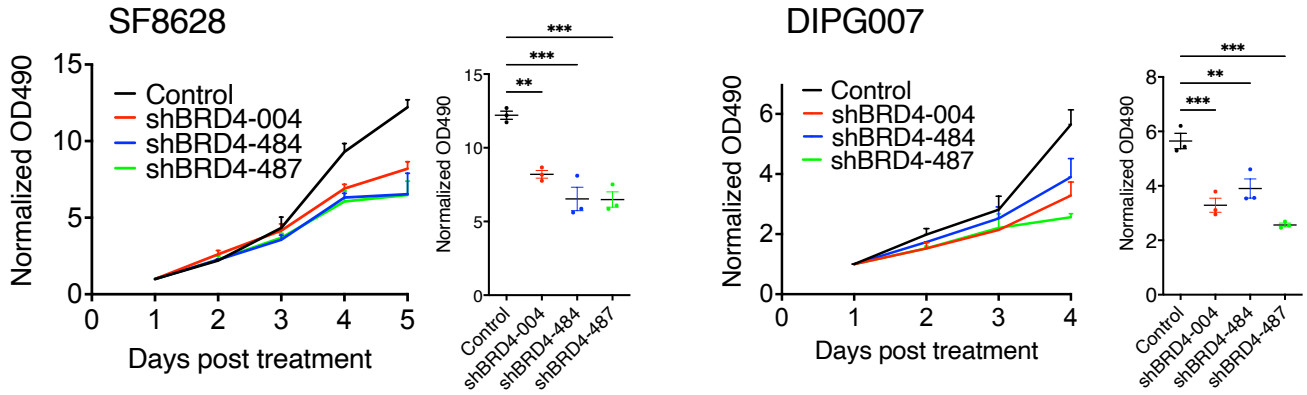 SF8628
15
10
5
0
Normalized OD490
Control
shBRD4-004
shBRD4-484
shBRD4-487
0 1 2 3 4 5
Days post treatment
15
10
5
0
Normalized OD490
***
***
**
Control
shBRD4-004
shBRD4-484
shBRD4-487
DIPG007
6
4
2
0
Normalized OD490
Control
shBRD4-004
shBRD4-484
shBRD4-487
0 1 2 3 4
Days post treatment
8
6
4
2
0
Normalized OD490
***
**
***
Control
shBRD4-004
shBRD4-484
shBRD4-487